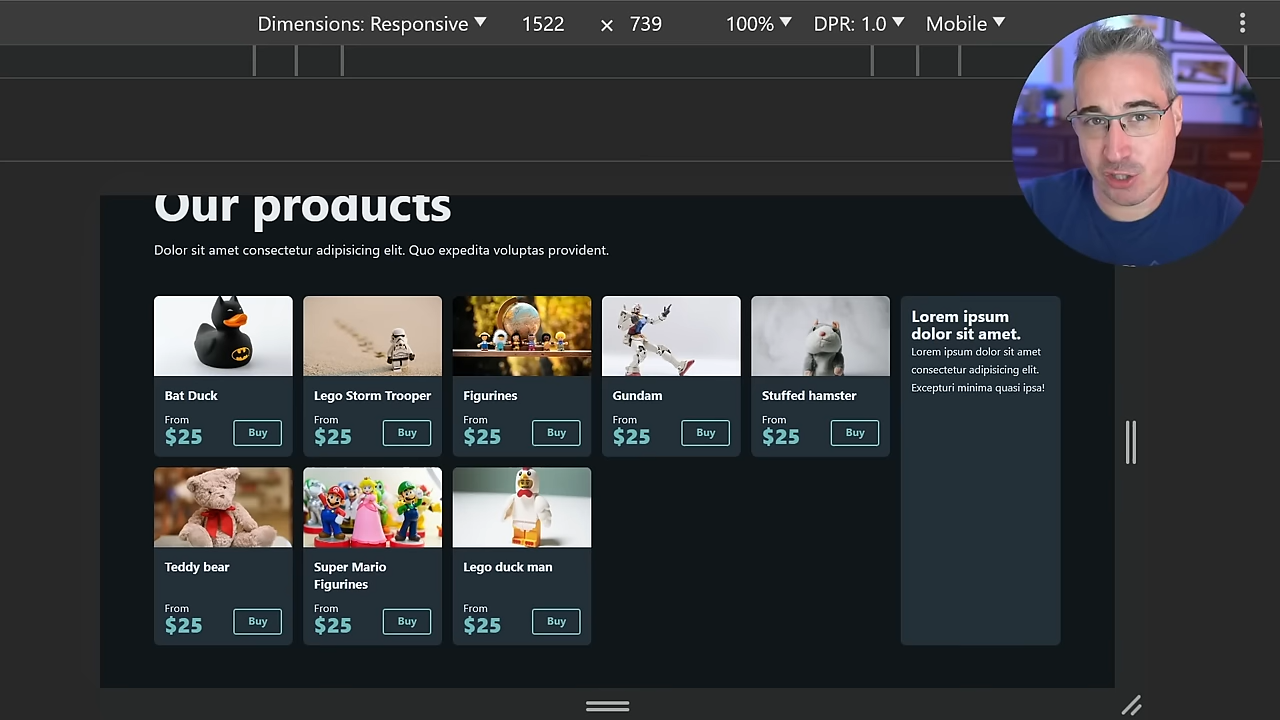 Dimensions: Responsive 1522 × 739 100% DPR: 1.0 Mobile
Our products
Dolor sit amet consectetur adipisicing elit. Quo expedita voluptas provident.
Bat Duck
From
$25
Buy
Lego Storm Trooper
From
$25
Buy
Figurines
From
$25
Buy
Gundam
From
$25
Buy
Stuffed hamster
From
$25
Buy
Lorem ipsum
dolor sit amet.
Lorem ipsum dolor sit amet
consectetur adipisicing elit.
Excepturi minima quasi ipsa!
Teddy bear
From
$25
Buy
Super Mario
Figurines
From
$25
Buy
Lego duck man
From
$25
Buy